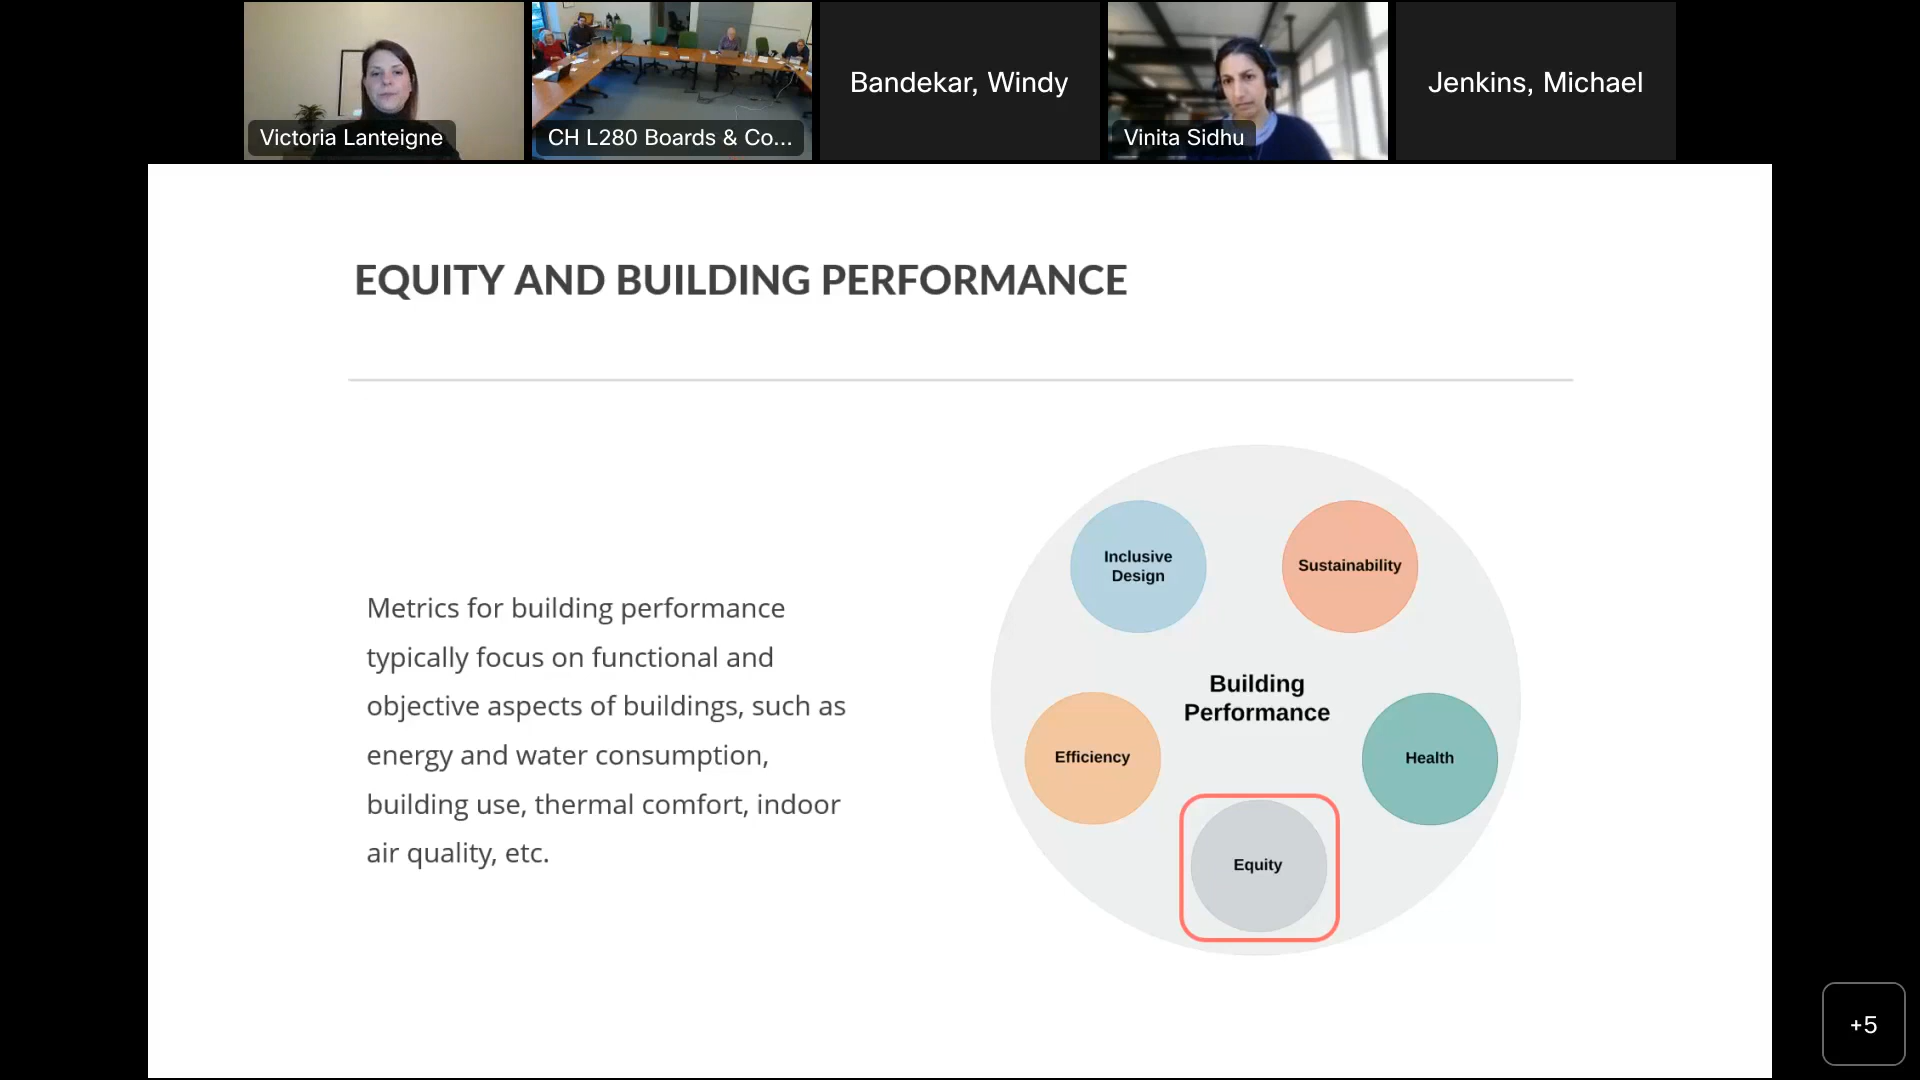 Victoria Lanteigne
CH L280 Boards & Co...
Bandekar, Windy
Vinita Sidhu
Jenkins, Michael
EQUITY AND BUILDING PERFORMANCE
Metrics for building performance
typically focus on functional and
objective aspects of buildings, such as
energy and water consumption,
building use, thermal comfort, indoor
air quality, etc.
Inclusive
Design
Sustainability
Building
Performance
Efficiency
Health
Equity
+5